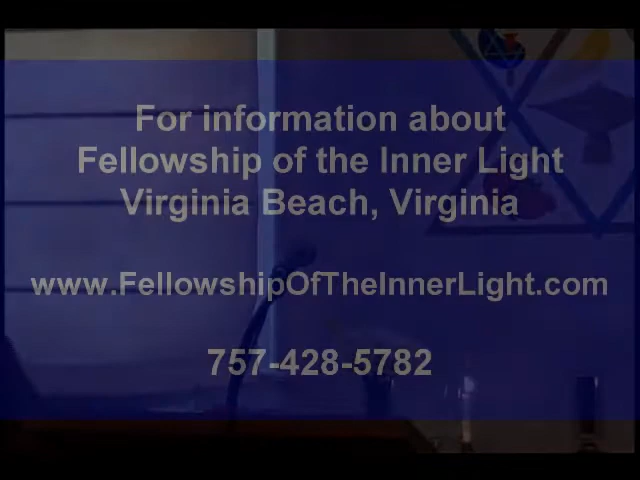 For information about
Fellowship of the Inner Light
Virginia Beach, Virginia
www.FellowshipOfTheInnerLight.com
757-428-5782